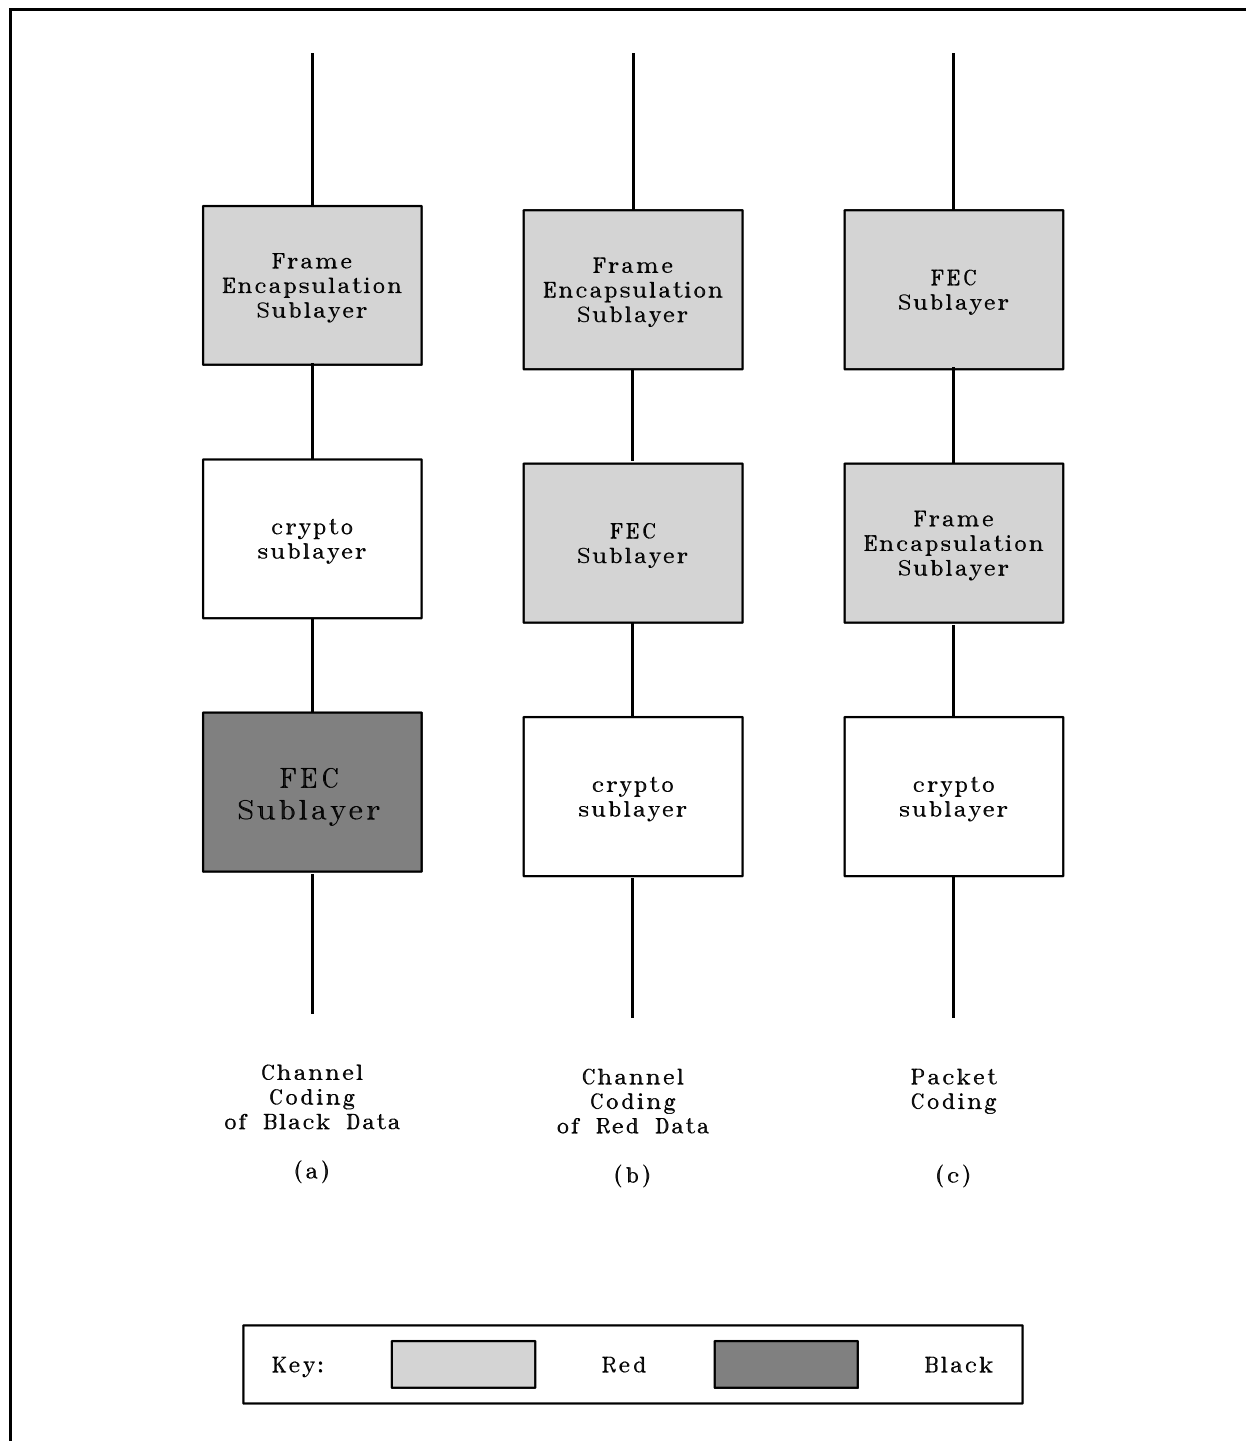 Frame
Encapsulation
Sublayer
crypto
sublayer
FEC
Sublayer
Channel
Coding
of Black Data
(a)
Frame
Encapsulation
Sublayer
FEC
Sublayer
crypto
sublayer
Channel
Coding
of Red Data
(b)
FEC
Sublayer
Frame
Encapsulation
Sublayer
crypto
sublayer
Packet
Coding
(c)
Key: Red Black